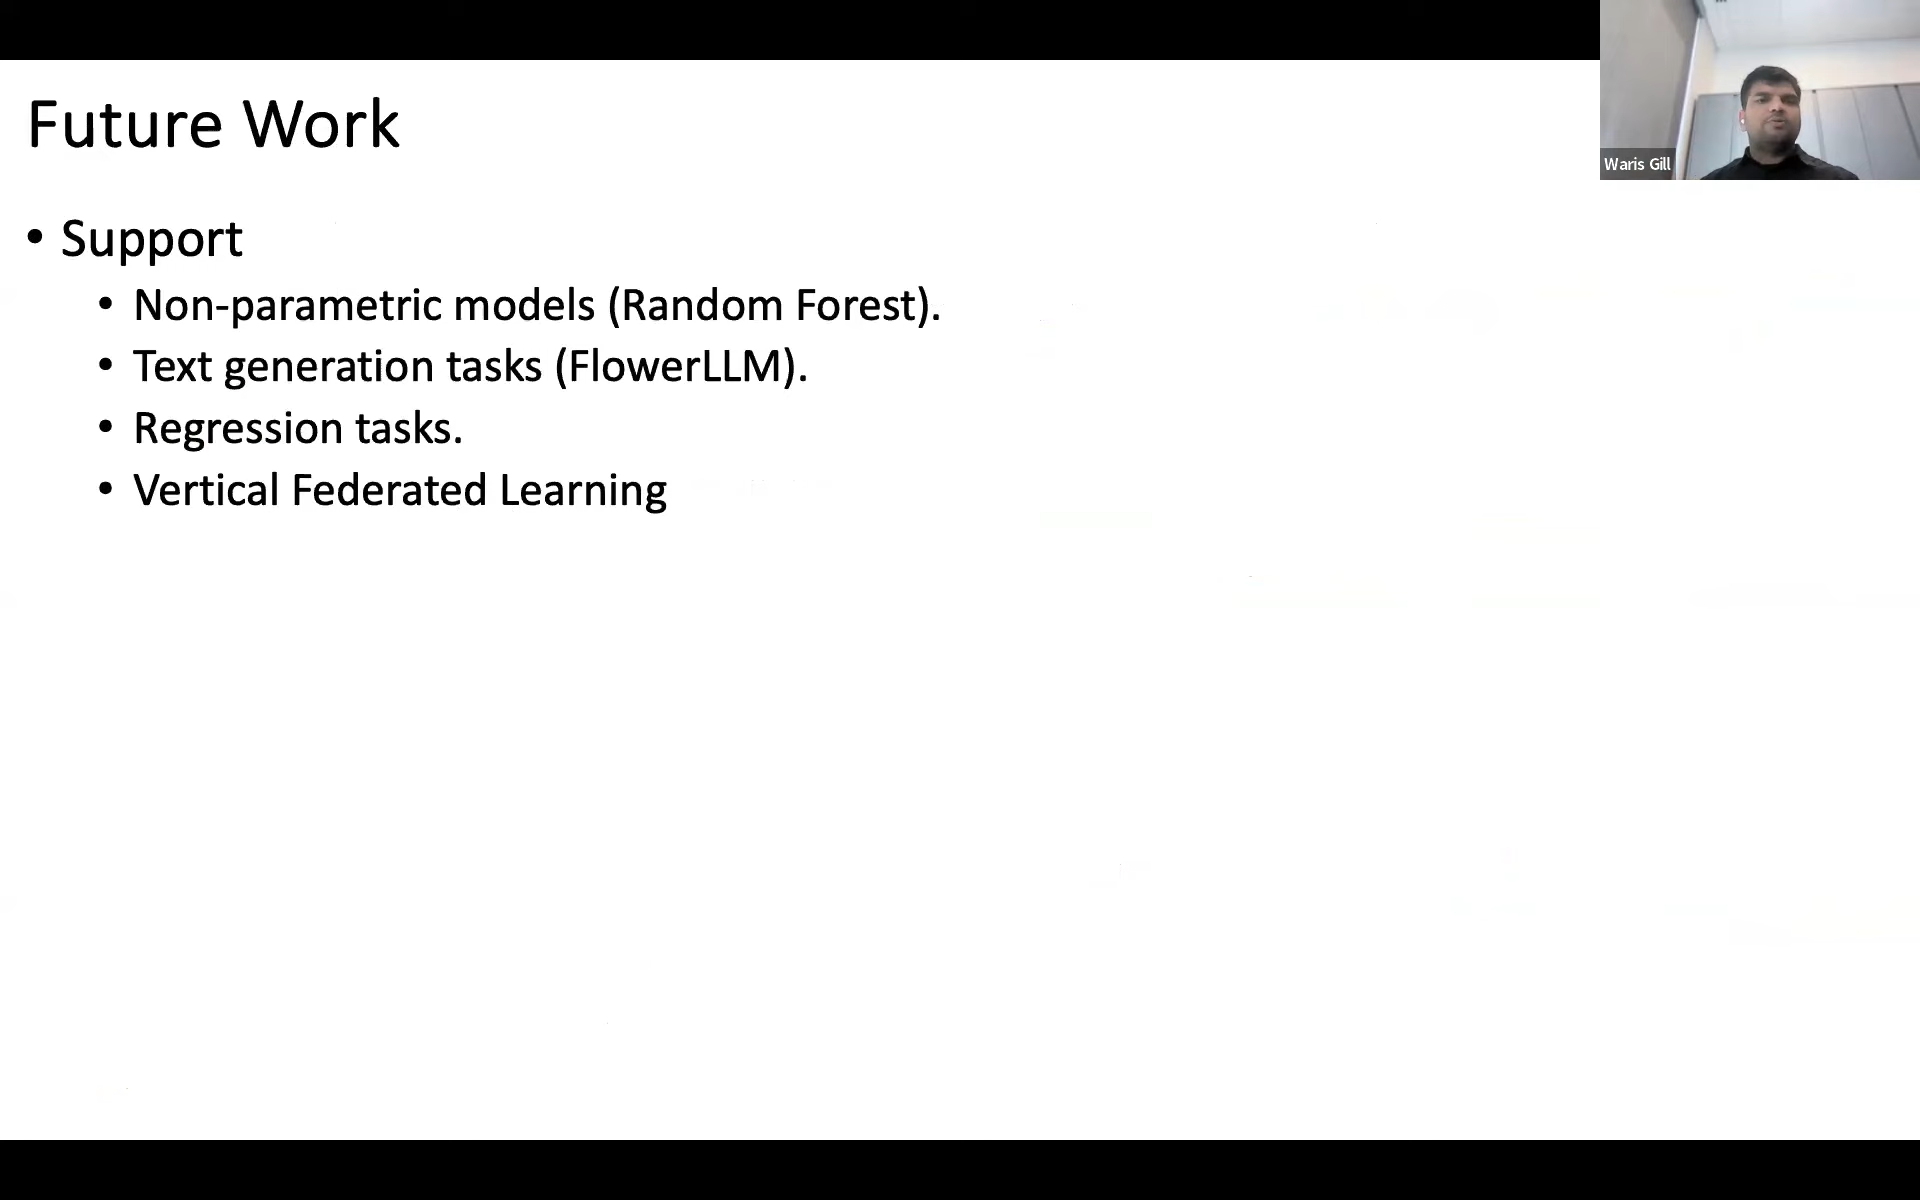 Future Work
• Support
• Non-parametric models (Random Forest).
• Text generation tasks (FlowerLLM).
• Regression tasks.
• Vertical Federated Learning
Waris Gill